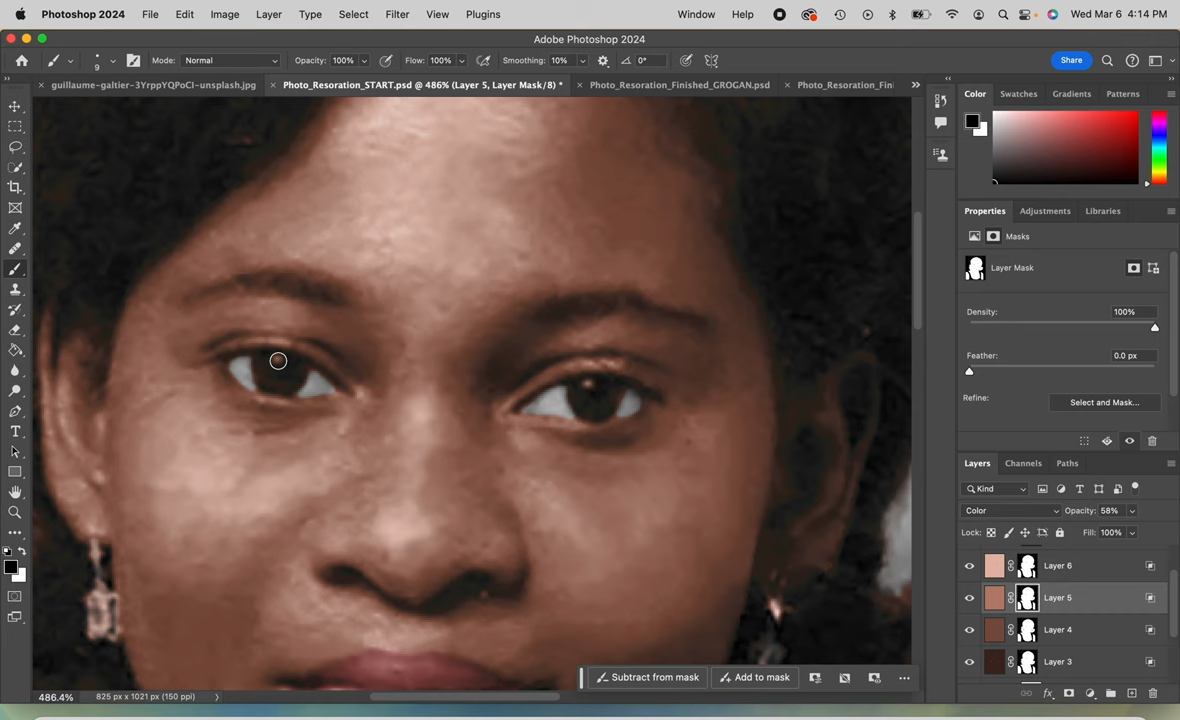 Photoshop 2024 File Edit Image Layer Type Select Filter View Plugins Window Help Wed Mar 6 4:14 PM
Adobe Photoshop 2024
9 Mode: Normal Opacity: 100% Flow: 100% Smoothing: 10% 0° Share
guillaume-galtier-3YrppYQPoCI-unsplash.jpg Photo_Resoration_START.psd @ 486% (Layer 5, Layer Mask/8) * Photo_Resoration_Finished_GROGAN.psd Photo_Resoration_Fini
Color Swatches Gradients Patterns
Properties Adjustments Libraries
Masks
Layer Mask
Density: 100%
Feather: 0.0 px
Refine: Select and Mask...
Layers Channels Paths
Kind
Color Opacity: 58%
Lock: Fill: 100%
Layer 6
Layer 5
Layer 4
Layer 3
Subtract from mask Add to mask
486.4% 825 px x 1021 px (150 ppi)